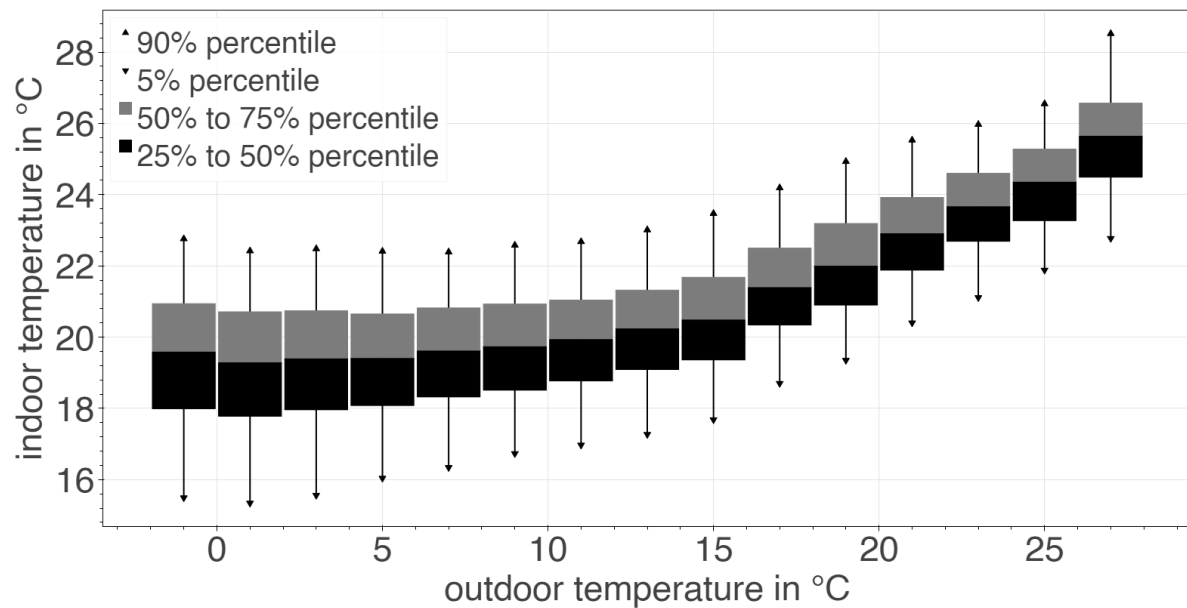 90% percentile
5% percentile
50% to 75% percentile
25% to 50% percentile
indoor temperature in °C
28
26
24
22
20
18
16
0 5 10 15 20 25
outdoor temperature in °C